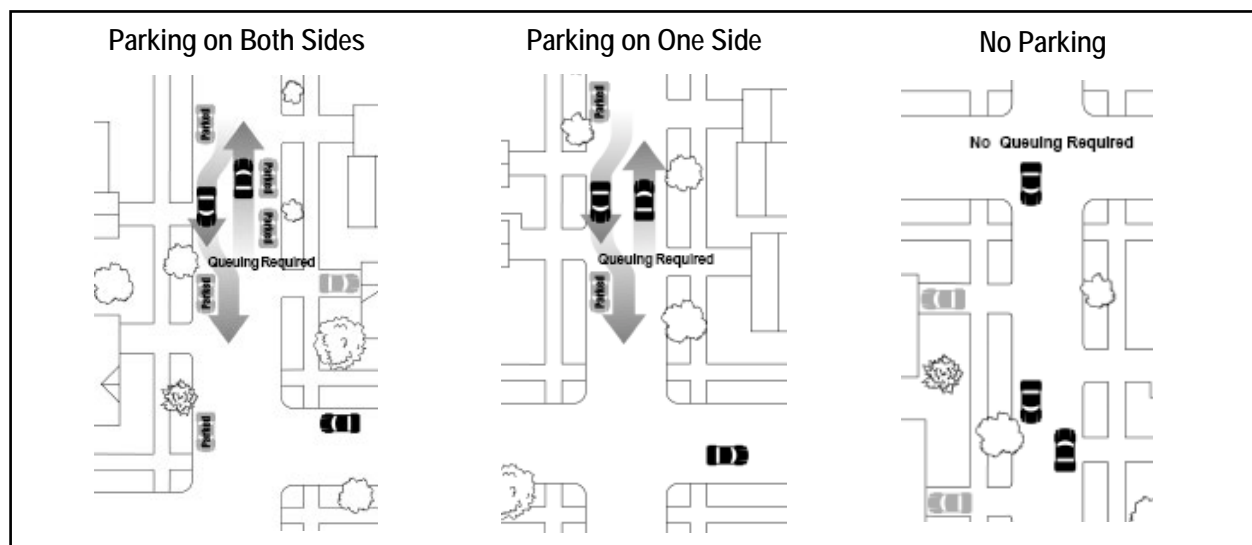 Parking on Both Sides
Parked
Parked
Parked
Queuing Required
Parked
Parked
Parking on One Side
Parked
Queuing Required
Parked
No Parking
No Queuing Required